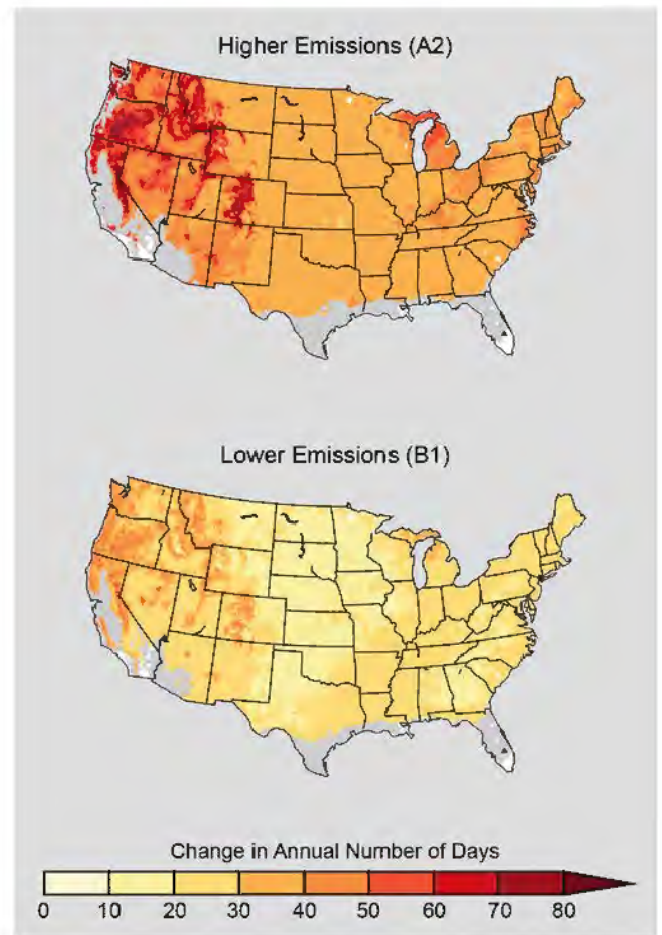 Higher Emissions (A2)
Lower Emissions (B1)
Change in Annual Number of Days
0 10 20 30 40 50 60 70 80